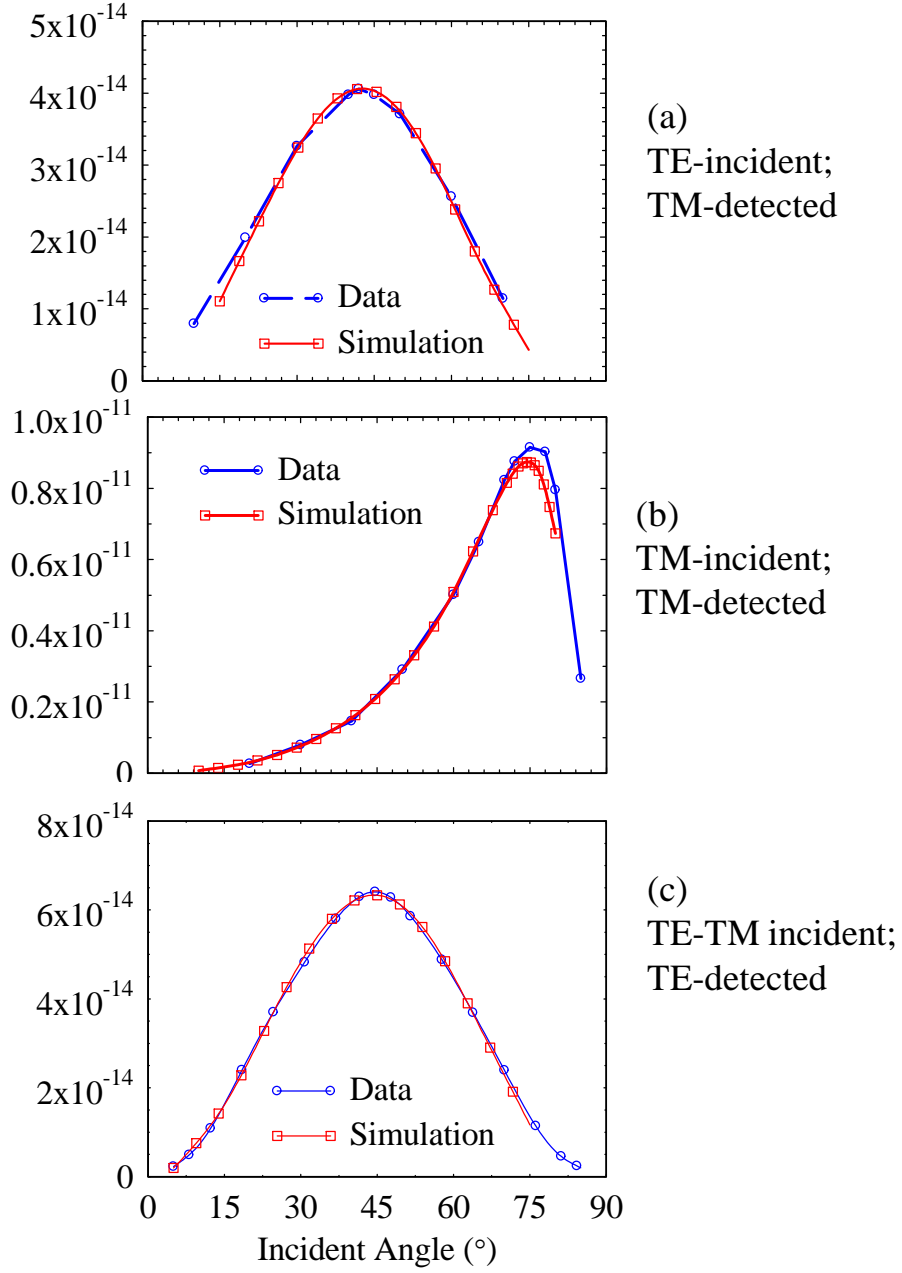 5x10-14
4x10-14
3x10-14
2x10-14
1x10-14
0
Data
Simulation
(a)
TE-incident;
TM-detected
1.0x10-11
0.8x10-11
0.6x10-11
0.4x10-11
0.2x10-11
0
Data
Simulation
(b)
TM-incident;
TM-detected
8x10-14
6x10-14
4x10-14
2x10-14
0
Data
Simulation
(c)
TE-TM incident;
TE-detected
0 15 30 45 60 75 90
Incident Angle (°)